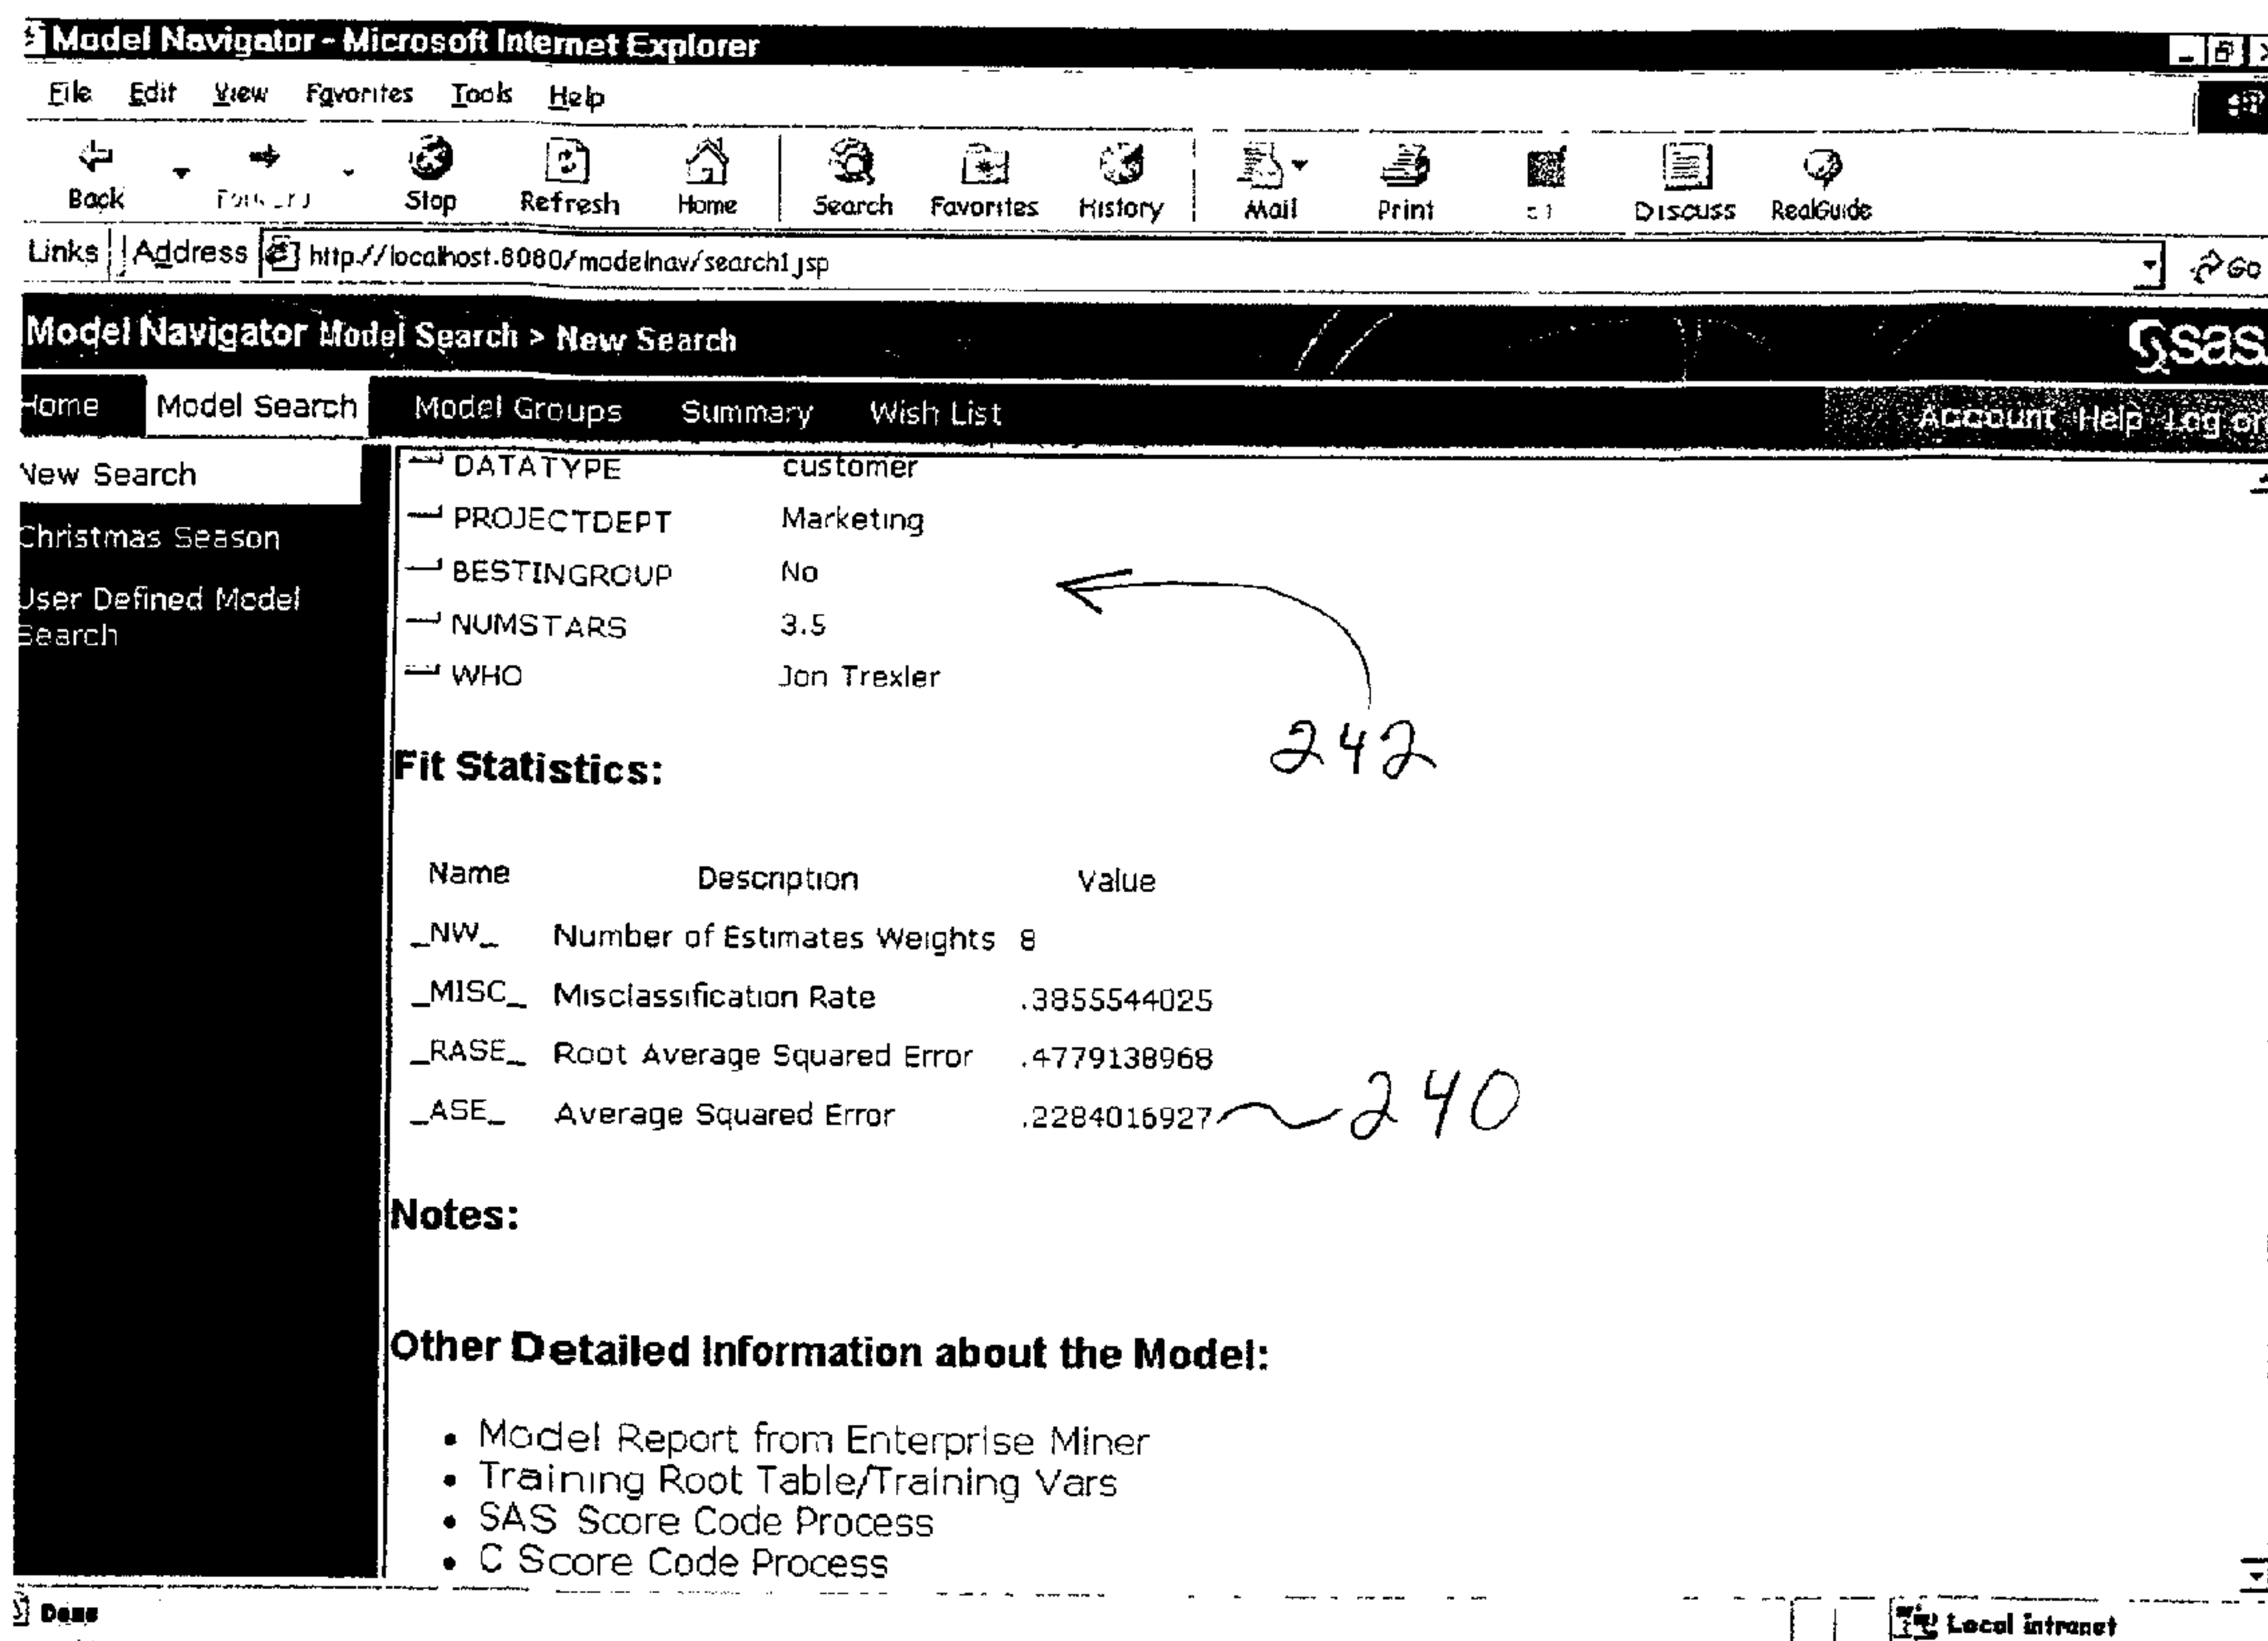 Model Navigator - Microsoft Internet Explorer
File Edit View Favorites Tools Help
Back Forward Stop Refresh Home Search Favorites History Mail Print Discuss RealGuide
Links Address http://localhost:8080/modelnav/search1.jsp Go
Model Navigator Model Search > New Search sas
Home Model Search Model Groups Summary Wish List Account Help Log on
New Search
Christmas Season
User Defined Model
Search
DATATYPE customer
PROJECTDEPT Marketing
BESTINGROUP No
NUMSTARS 3.5
WHO Jon Trexler
242
Fit Statistics:
Name Description Value
_NW_ Number of Estimates Weights 8
_MISC_ Misclassification Rate .3855544025
_RASE_ Root Average Squared Error .4779138968
_ASE_ Average Squared Error .2284016927 240
Notes:
Other Detailed Information about the Model:
• Model Report from Enterprise Miner
• Training Root Table/Training Vars
• SAS Score Code Process
• C Score Code Process
Done Local intranet